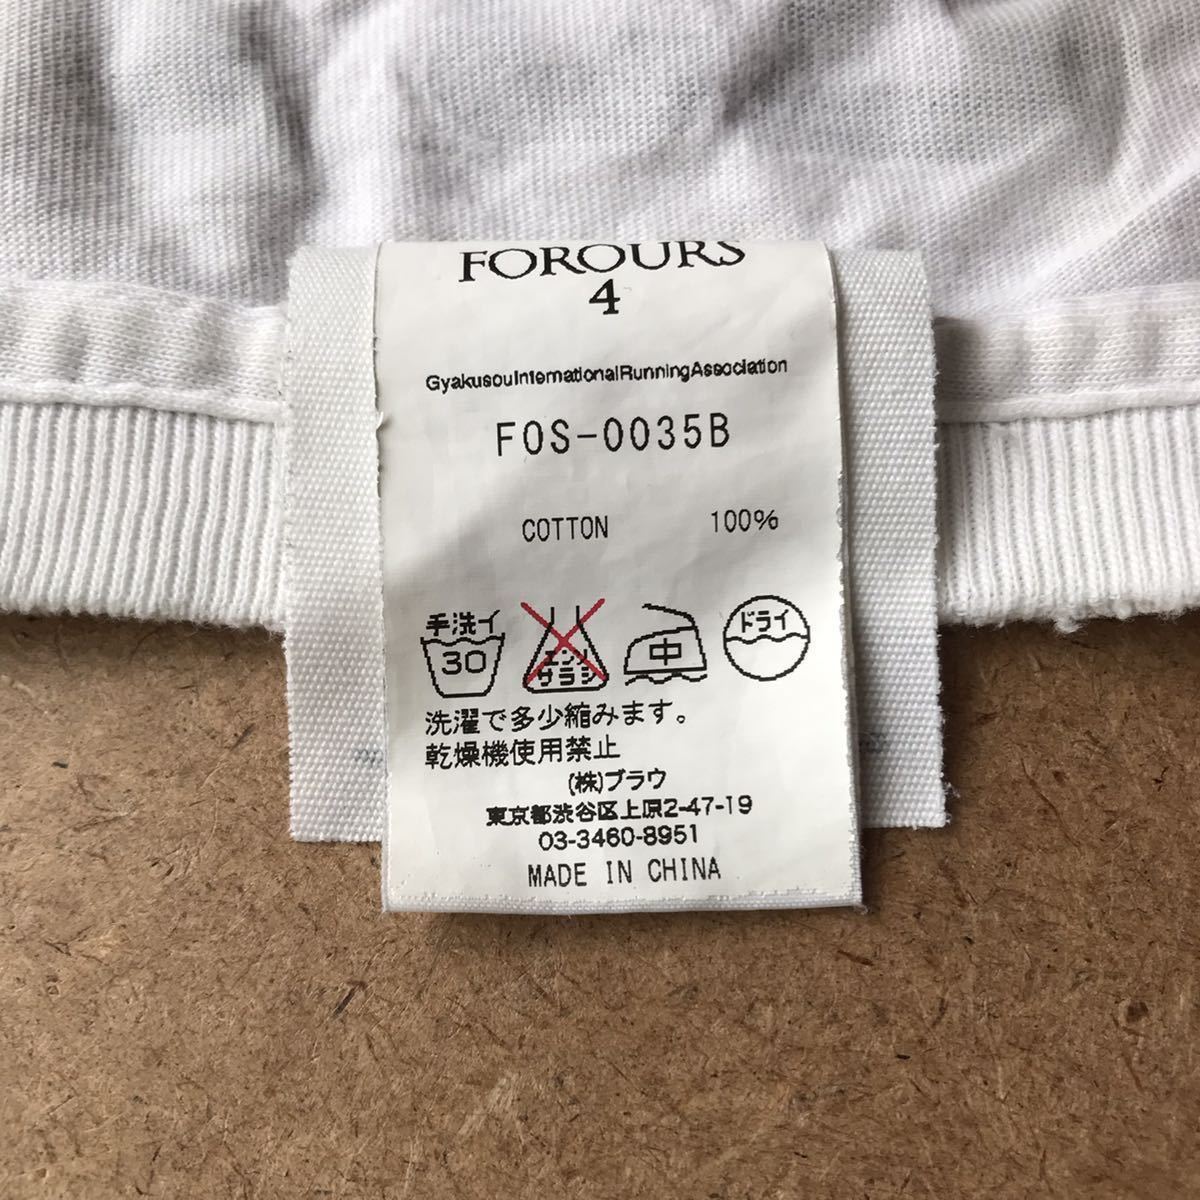 FOROURS
4
GyakusouInternationalRunningAssociation
FOS-0035B
COTTON 100%
手洗イ 30 エンソ サラシ 中 ドライ
洗濯で多少縮みます。
乾燥機使用禁止
(株)ブラウ
東京都渋谷区上原2-47-19
03-3460-8951
MADE IN CHINA